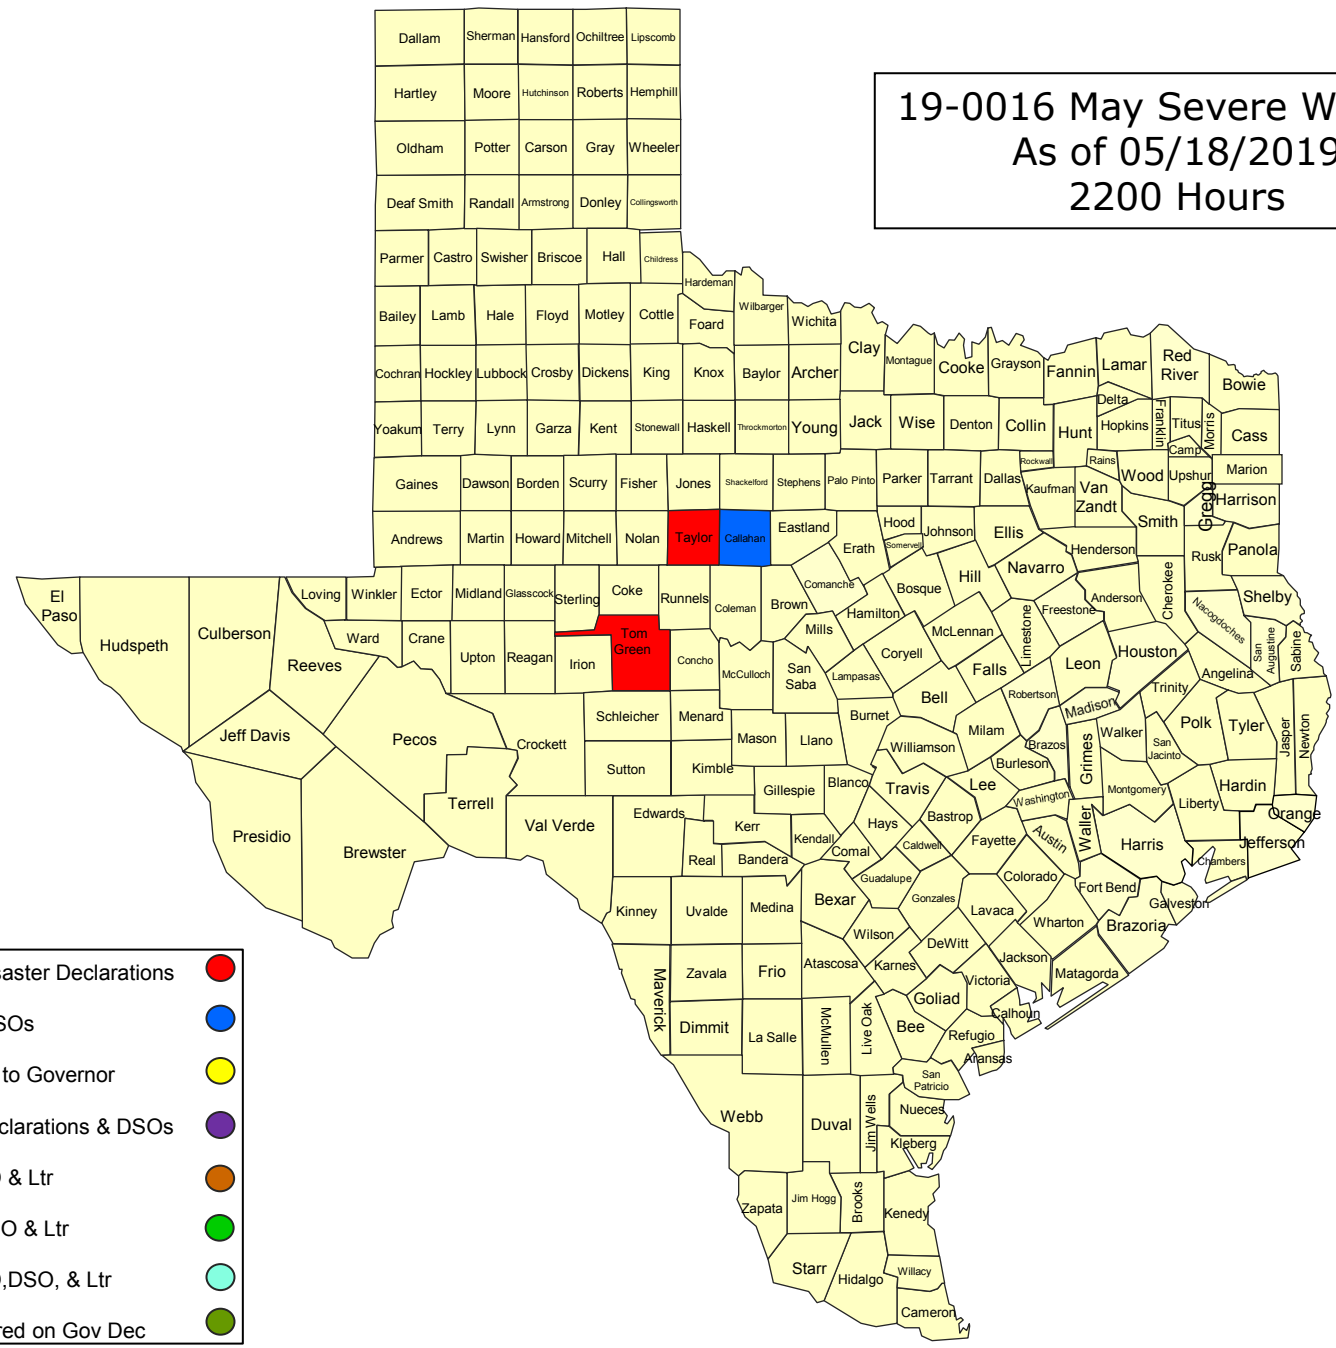 Dallam Sherman Hansford Ochiltree Lipscomb
Hartley Moore Hutchinson Roberts Hemphill
19-0016 May Severe W
As of 05/18/2019
2200 Hours
Oldham Potter Carson Gray Wheeler
Deaf Smith Randall Armstrong Donley Collingsworth
Parmer Castro Swisher Briscoe Hall Childress
Hardeman
Wilbarger
Bailey Lamb Hale Floyd Motley Cottle
Foard
Wichita
Clay
Montague
Cooke
Grayson
Fannin
Lamar
Red
River
Bowie
Cochran Hockley Lubbock Crosby Dickens King Knox Baylor Archer
Delta
Yoakum Terry Lynn Garza Kent Stonewall Haskell Throckmorton Young
Jack Wise Denton Collin Hunt Hopkins Franklin Titus Morris Cass
Camp
Rockwall
Rains
Gaines Dawson Borden Scurry Fisher Jones Shackelford Stephens Palo Pinto Parker Tarrant Dallas
Kaufman
Van
Zandt
Wood
Upshur
Marion
Gregg
Harrison
Andrews Martin Howard Mitchell Nolan Taylor Callahan Eastland
Erath
Hood
Somervell
Johnson
Ellis
Smith
Henderson
Rusk
Panola
El
Paso
Hudspeth
Culberson
Reeves
Loving Winkler Ector Midland Glasscock Sterling Coke Runnels Coleman Brown
Comanche
Hamilton
Bosque
Hill
Navarro
Freestone
Limestone
Anderson
Cherokee
Nacogdoches
Shelby
San
Augustine
Sabine
Ward Crane Upton Reagan Irion
Tom
Green
Concho
McCulloch
San
Saba
Mills
Lampasas
Coryell
McLennan
Falls
Leon
Houston
Angelina
Trinity
Jeff Davis
Pecos
Crockett
Schleicher Menard
Mason Llano
Burnet
Bell
Milam
Robertson
Madison
Brazos
Grimes
Walker
San
Jacinto
Polk
Tyler
Jasper
Newton
Sutton Kimble
Gillespie
Blanco
Williamson
Travis
Lee
Burleson
Washington
Montgomery
Liberty
Hardin
Orange
Jefferson
Presidio
Brewster
Terrell
Val Verde
Edwards
Kerr
Real Bandera
Kendall
Hays
Comal
Caldwell
Bastrop
Fayette
Austin
Waller
Harris
Chambers
Kinney Uvalde Medina Bexar
Guadalupe
Gonzales
Lavaca
Colorado
Wharton
Fort Bend
Brazoria
Galveston
Maverick Zavala Frio Atascosa
Wilson
Karnes
DeWitt
Victoria
Jackson
Matagorda
Calhoun
Dimmit La Salle McMullen Live Oak
Bee
Goliad
Refugio
Aransas
San
Patricio
Webb Duval Jim Wells
Nueces
Kleberg
Zapata Jim Hogg Brooks Kenedy
Starr Hidalgo Willacy
Cameron
saster Declarations
SOs
to Governor
clarations & DSOs
& Ltr
O & Ltr
,DSO, & Ltr
red on Gov Dec